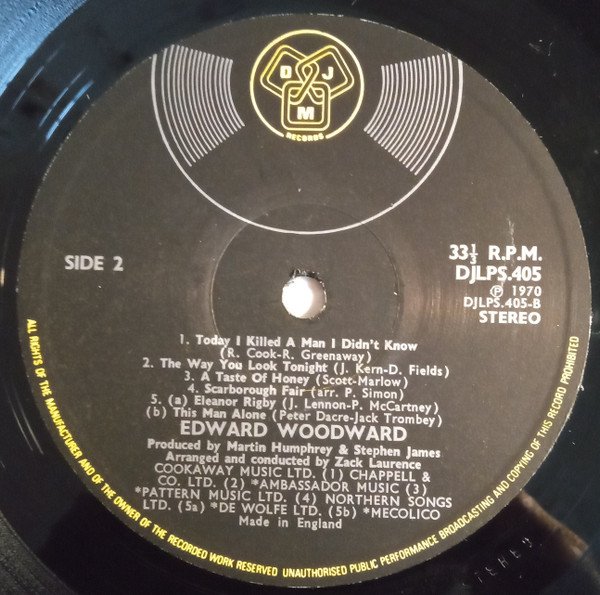 D J
M
RECORDS
SIDE 2
33⅓ R.P.M.
DJLPS.405
℗ 1970
DJLPS.405-B
STEREO
1. Today I Killed A Man I Didn't Know
(R. Cook-R. Greenaway)
2. The Way You Look Tonight (J. Kern-D. Fields)
3. A Taste Of Honey (Scott-Marlow)
4. Scarborough Fair (arr. P. Simon)
5. (a) Eleanor Rigby (J. Lennon-P. McCartney)
(b) This Man Alone (Peter Dacre-Jack Trombey)
EDWARD WOODWARD
Produced by Martin Humphrey & Stephen James
Arranged and conducted by Zack Laurence
COOKAWAY MUSIC LTD. (1) CHAPPELL &
CO. LTD. (2) *AMBASSADOR MUSIC (3)
*PATTERN MUSIC LTD. (4) NORTHERN SONGS
LTD. (5a) *DE WOLFE LTD. (5b) *MECOLICO
Made in England
ALL RIGHTS OF THE MANUFACTURER AND OF THE OWNER OF THE RECORDED WORK RESERVED UNAUTHORISED PUBLIC PERFORMANCE BROADCASTING AND COPYING OF THIS RECORD PROHIBITED